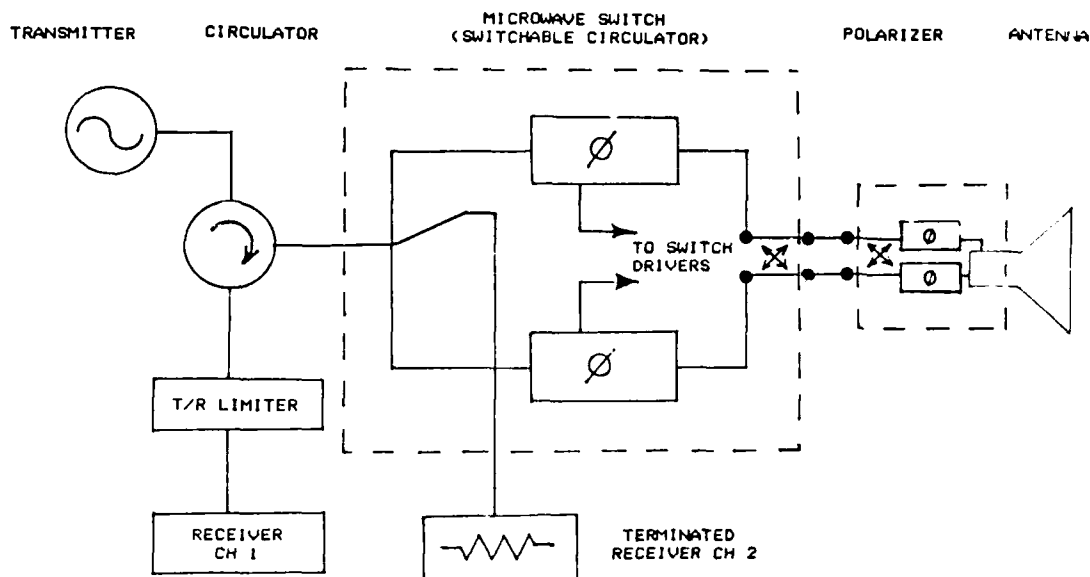 MICROWAVE SWITCH
TRANSMITTER CIRCULATOR (SWITCHABLE CIRCULATOR) POLARIZER ANTENNA
Ø
TO SWITCH
DRIVERS
Ø
Ø
Ø
T/R LIMITER
RECEIVER
CH 1
TERMINATED
RECEIVER CH 2